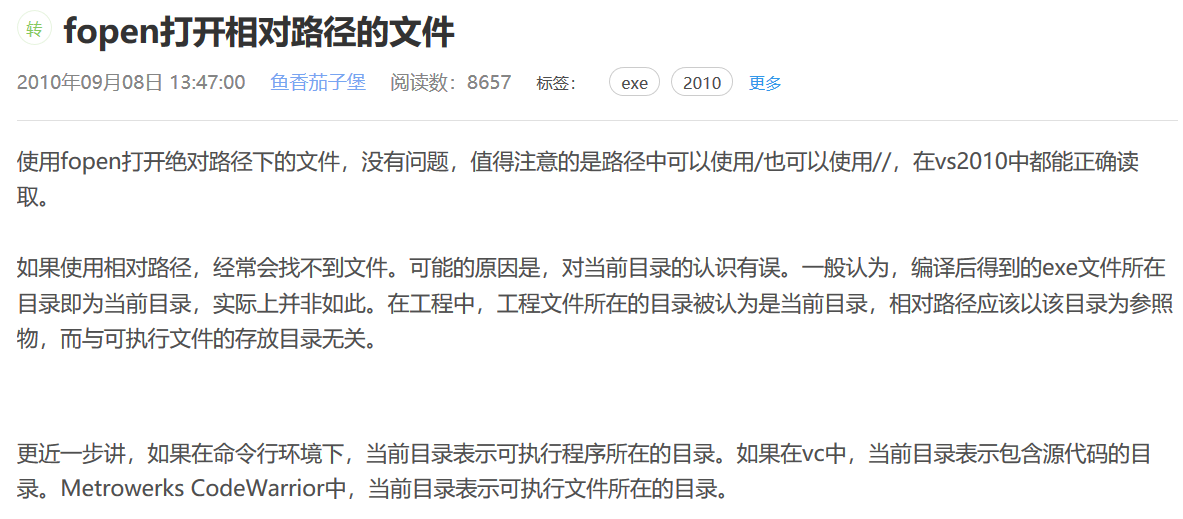 转 fopen打开相对路径的文件
2010年09月08日 13:47:00 鱼香茄子堡 阅读数：8657 标签： exe 2010 更多
使用fopen打开绝对路径下的文件，没有问题，值得注意的是路径中可以使用/也可以使用//，在vs2010中都能正确读
取。
如果使用相对路径，经常会找不到文件。可能的原因是，对当前目录的认识有误。一般认为，编译后得到的exe文件所在
目录即为当前目录，实际上并非如此。在工程中，工程文件所在的目录被认为是当前目录，相对路径应该以该目录为参照
物，而与可执行文件的存放目录无关。
更近一步讲，如果在命令行环境下，当前目录表示可执行程序所在的目录。如果在vc中，当前目录表示包含源代码的目
录。Metrowerks CodeWarrior中，当前目录表示可执行文件所在的目录。